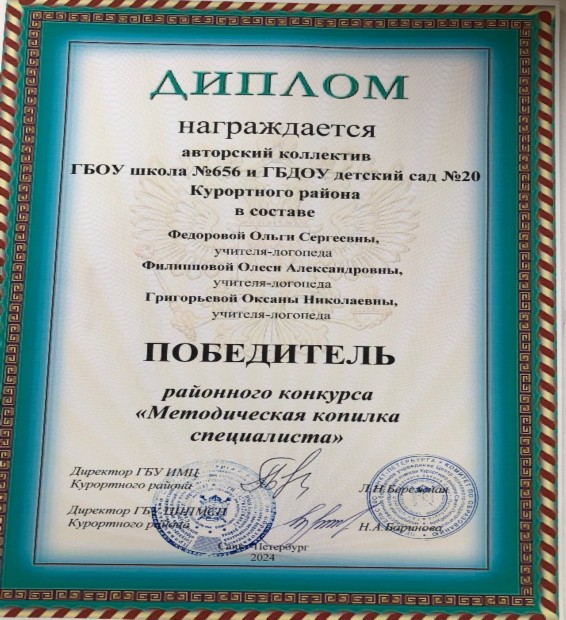 ДИПЛОМ
награждается
авторский коллектив
ГБОУ школа №656 и ГБДОУ детский сад №20
Курортного района
в составе
Федоровой Ольги Сергеевны,
учителя-логопеда
Филипповой Олеси Александровны,
учителя-логопеда
Григорьевой Оксаны Николаевны,
учителя-логопеда
ПОБЕДИТЕЛЬ
районного конкурса
«Методическая копилка
специалиста»
Директор ГБУ ИМЦ
Курортного района
Л.Н.Бережная
Директор ГБУ ЦППМСП
Курортного района
Н.А.Баринова
Санкт-Петербург
2024